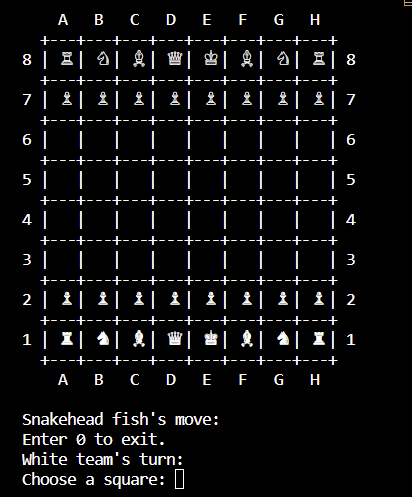 A B C D E F G H
+---+---+---+---+---+---+---+---+
8 | ♖ | ♘ | ♗ | ♕ | ♔ | ♗ | ♘ | ♖ | 8
+---+---+---+---+---+---+---+---+
7 | ♙ | ♙ | ♙ | ♙ | ♙ | ♙ | ♙ | ♙ | 7
+---+---+---+---+---+---+---+---+
6 |   |   |   |   |   |   |   |   | 6
+---+---+---+---+---+---+---+---+
5 |   |   |   |   |   |   |   |   | 5
+---+---+---+---+---+---+---+---+
4 |   |   |   |   |   |   |   |   | 4
+---+---+---+---+---+---+---+---+
3 |   |   |   |   |   |   |   |   | 3
+---+---+---+---+---+---+---+---+
2 | ♟ | ♟ | ♟ | ♟ | ♟ | ♟ | ♟ | ♟ | 2
+---+---+---+---+---+---+---+---+
1 | ♜ | ♞ | ♝ | ♛ | ♚ | ♝ | ♞ | ♜ | 1
+---+---+---+---+---+---+---+---+
A B C D E F G H
Snakehead fish's move:
Enter 0 to exit.
White team's turn:
Choose a square: